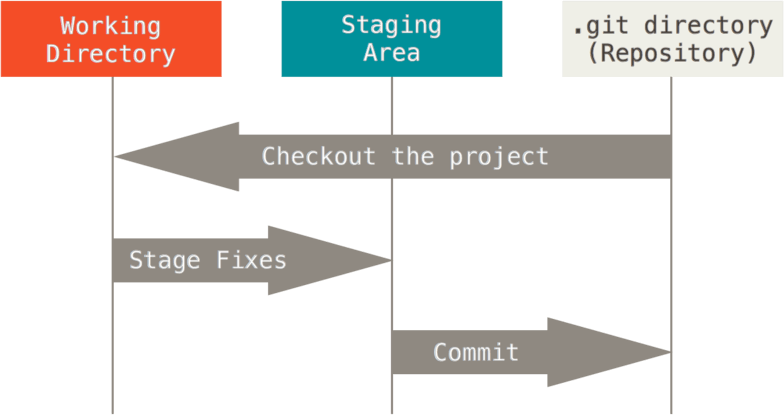 Working
Directory
Staging
Area
.git directory
(Repository)
Checkout the project
Stage Fixes
Commit